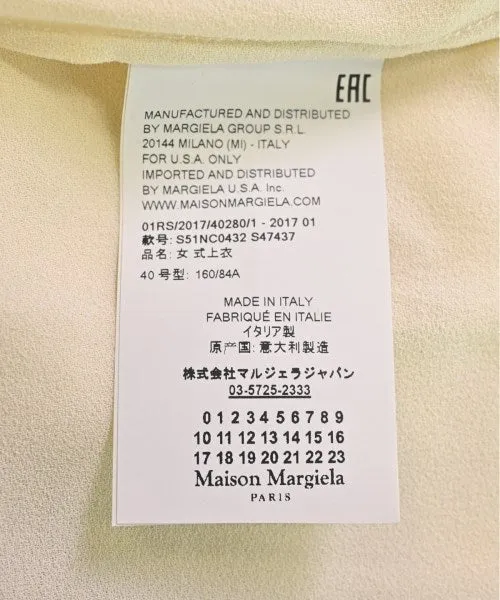 EAC
MANUFACTURED AND DISTRIBUTED
BY MARGIELA GROUP S.R.L.
20144 MILANO (MI) - ITALY
FOR U.S.A. ONLY
IMPORTED AND DISTRIBUTED
BY MARGIELA U.S.A. Inc.
WWW.MAISONMARGIELA.COM
01RS/2017/40280/1 - 2017 01
款号: S51NC0432 S47437
品名: 女 式上衣
40 号型: 160/84A
MADE IN ITALY
FABRIQUÉ EN ITALIE
イタリア製
原产国: 意大利製造
株式会社マルジェラジャパン
03-5725-2333
0 1 2 3 4 5 6 7 8 9
10 11 12 13 14 15 16
17 18 19 20 21 22 23
Maison Margiela
PARIS